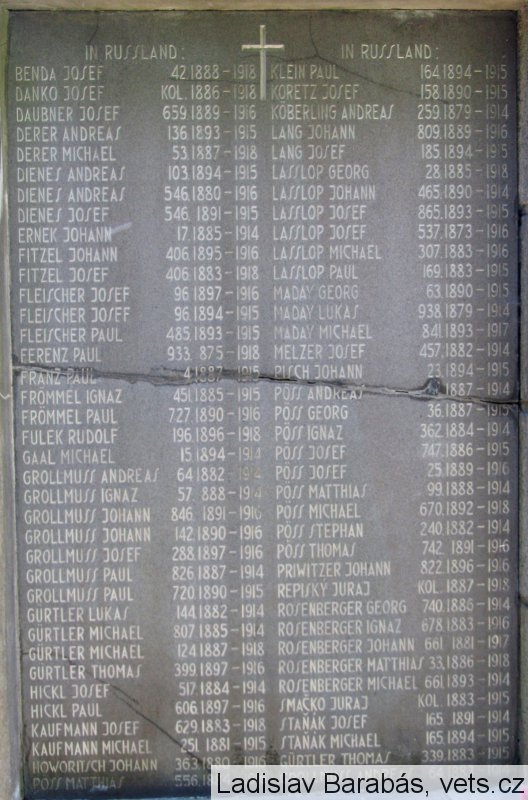 IN RUSSLAND:
BENDA JOSEF 42.1888-1918
DANKO JOSEF KOL.1886-1918
DAUBNER JOSEF 659.1889-1916
DERER ANDREAS 136.1893-1915
DERER MICHAEL 53.1887-1918
DIENES ANDREAS 103.1894-1915
DIENES ANDREAS 546.1880-1916
DIENES JOSEF 546.1891-1915
ERNEK JOHANN 17.1885-1914
FITZEL JOHANN 406.1895-1916
FITZEL JOSEF 406.1883-1918
FLEISCHER JOSEF 96.1897-1916
FLEISCHER JOSEF 96.1894-1915
FLEISCHER PAUL 485.1893-1915
FERENZ PAUL 933. 875-1918
FRANZ PAUL 4.1887-1915
FRÖMMEL IGNAZ 451.1885-1915
FRÖMMEL PAUL 727.1890-1916
FULEK RUDOLF 196.1896-1918
GAAL MICHAEL 15.1894-1914
GROLLMUSS ANDREAS 64.1882-1914
GROLLMUSS IGNAZ 57. 888-1914
GROLLMUSS JOHANN 846. 1891-1916
GROLLMUSS JOHANN 142.1890-1916
GROLLMUSS JOSEF 288.1897-1916
GROLLMUSS PAUL 826.1887-1914
GROLLMUSS PAUL 720.1890-1915
GÜRTLER LUKAS 144.1882-1914
GÜRTLER MICHAEL 807.1885-1914
GÜRTLER MICHAEL 124.1887-1918
GÜRTLER THOMAS 399.1897-1916
HICKL JOSEF 517.1884-1914
HICKL PAUL 606.1897-1916
KAUFMANN JOSEF 629.1883-1918
KAUFMANN MICHAEL 251.1881-1915
HOWORITSCH JOHANN 363.1880-1916
PÖSS MATTHIAS 556.
IN RUSSLAND:
KLEIN PAUL 164.1894-1915
KORETZ JOSEF 158.1890-1915
KÖBERLING ANDREAS 259.1879-1914
LANG JOHANN 809.1889-1916
LANG JOSEF 185.1894-1915
LASSLOP GEORG 28.1885-1918
LASSLOP JOHANN 465.1890-1914
LASSLOP JOSEF 865.1893-1915
LASSLOP JOSEF 537.1873-1916
LASSLOP MICHAEL 307.1883-1916
LASSLOP PAUL 169.1883-1915
MADAY GEORG 63.1890-1915
MADAY LUKAS 938.1879-1914
MADAY MICHAEL 841.1893-1917
MELZER JOSEF 457.1882-1914
PISCH JOHANN 23.1894-1915
PÖSS ANDREAS 1887-1914
PÖSS GEORG 36.1887-1915
PÖSS IGNAZ 362.1884-1914
PÖSS JOSEF 747.1886-1915
PÖSS JOSEF 25.1889-1916
PÖSS MATTHIAS 99.1888-1914
PÖSS MICHAEL 670.1892-1918
PÖSS STEPHAN 240.1882-1914
PÖSS THOMAS 742. 1891-1916
PRIWITZER JOHANN 822.1896-1916
REPISKY JURAJ KOL.1887-1918
ROSENBERGER GEORG 740.1886-1914
ROSENBERGER IGNAZ 678.1883-1916
ROSENBERGER JOHANN 661.1881-1917
ROSENBERGER MATTHIAS 33.1886-1918
ROSENBERGER MICHAEL 661.1893-1914
SMAČKO JURAJ KOL.1883-1915
STAŇÁK JOSEF 165.1891-1914
STAŇÁK MICHAEL 165.1894-1915
GÜRTLER THOMAS 339.1883-1915
Ladislav Barabás, vets.cz